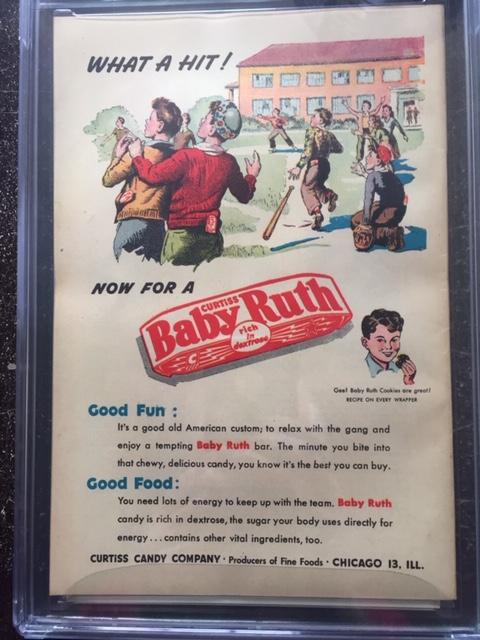 WHAT A HIT!
NOW FOR A
CURTISS
Baby Ruth
rich
in
dextrose
Gee! Baby Ruth Cookies are great!
RECIPE ON EVERY WRAPPER
Good Fun :
It's a good old American custom; to relax with the gang and
enjoy a tempting Baby Ruth bar. The minute you bite into
that chewy, delicious candy, you know it's the best you can buy.
Good Food:
You need lots of energy to keep up with the team. Baby Ruth
candy is rich in dextrose, the sugar your body uses directly for
energy...contains other vital ingredients, too.
CURTISS CANDY COMPANY · Producers of Fine Foods · CHICAGO 13, ILL.